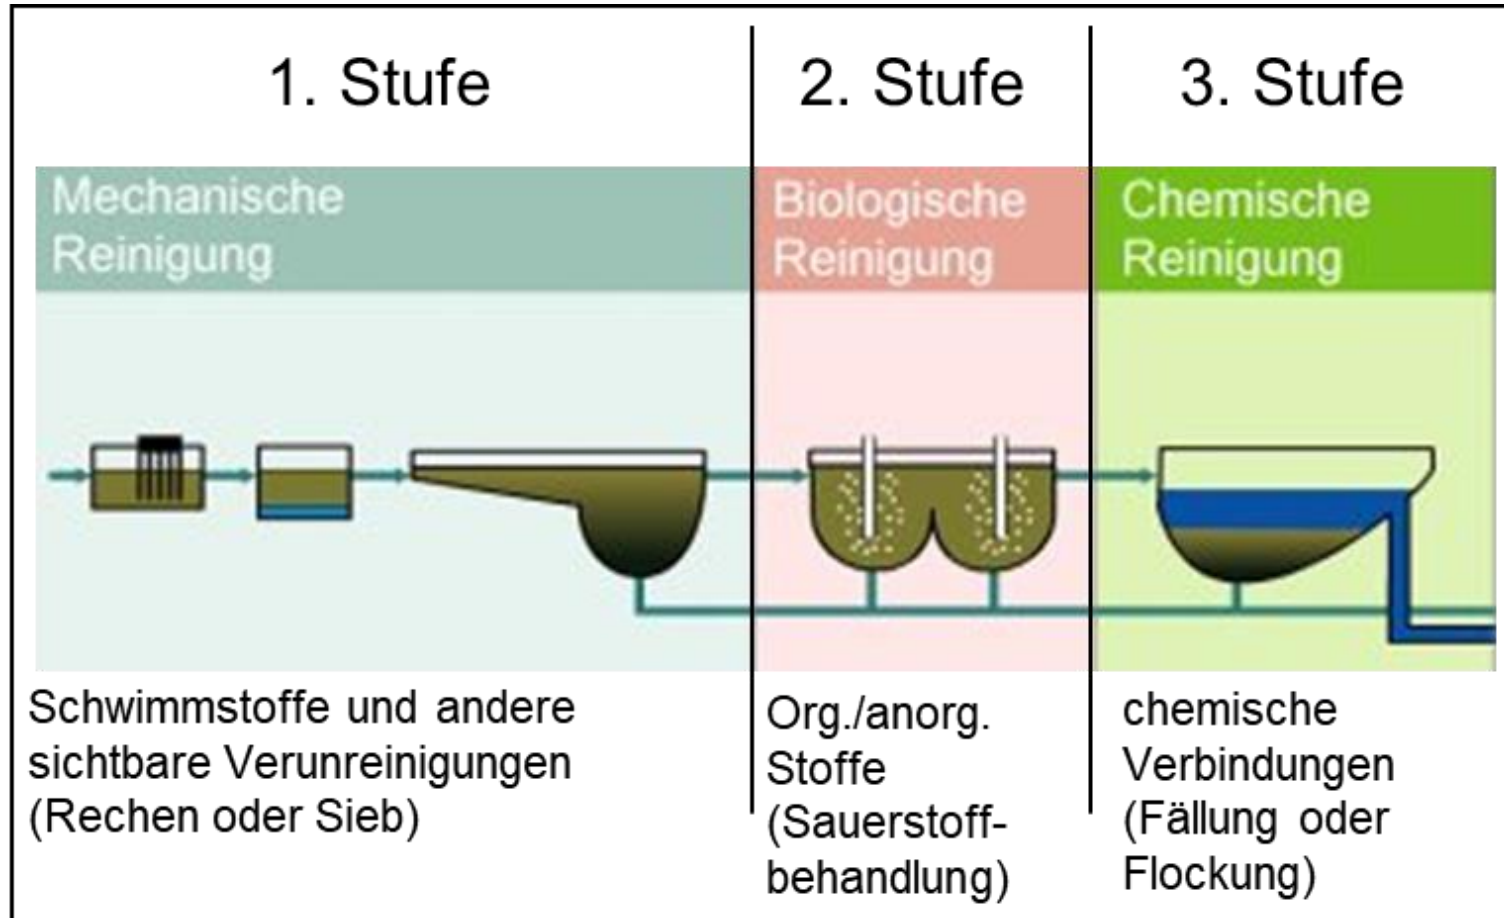 1. Stufe
2. Stufe
3. Stufe
Mechanische
Reinigung
Biologische
Reinigung
Chemische
Reinigung
Schwimmstoffe und andere
sichtbare Verunreinigungen
(Rechen oder Sieb)
Org./anorg.
Stoffe
(Sauerstoff-
behandlung)
chemische
Verbindungen
(Fällung oder
Flockung)